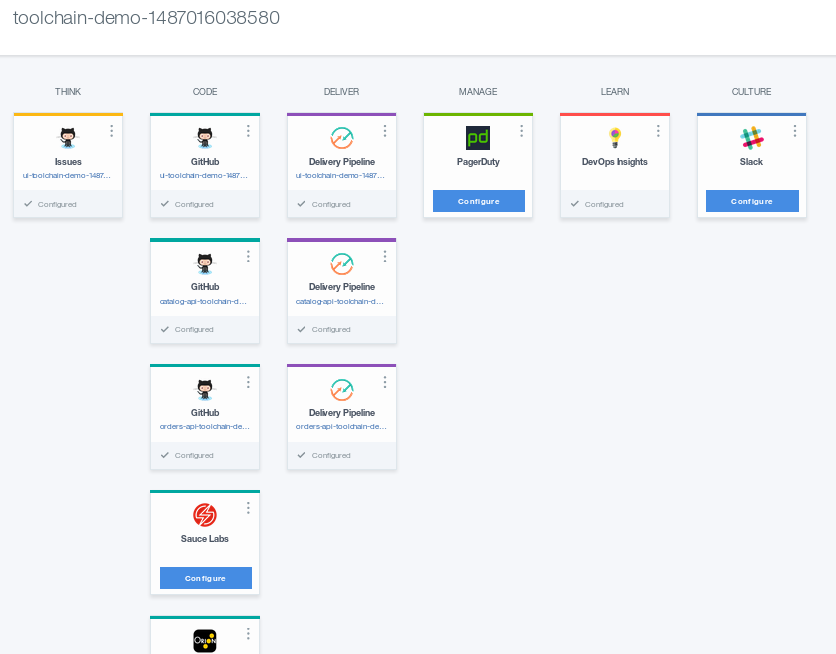 toolchain-demo-1487016038580
THINK CODE DELIVER MANAGE LEARN CULTURE
Issues GitHub Delivery Pipeline PagerDuty DevOps Insights Slack
ui-toolchain-demo-1487... ui-toolchain-demo-1487... ui-toolchain-demo-1487...
Configured Configured Configured Configure Configured Configure
GitHub Delivery Pipeline
catalog-api-toolchain-d... catalog-api-toolchain-d...
Configured Configured
GitHub Delivery Pipeline
orders-api-toolchain-de... orders-api-toolchain-de...
Configured Configured
Sauce Labs
Configure
ORION